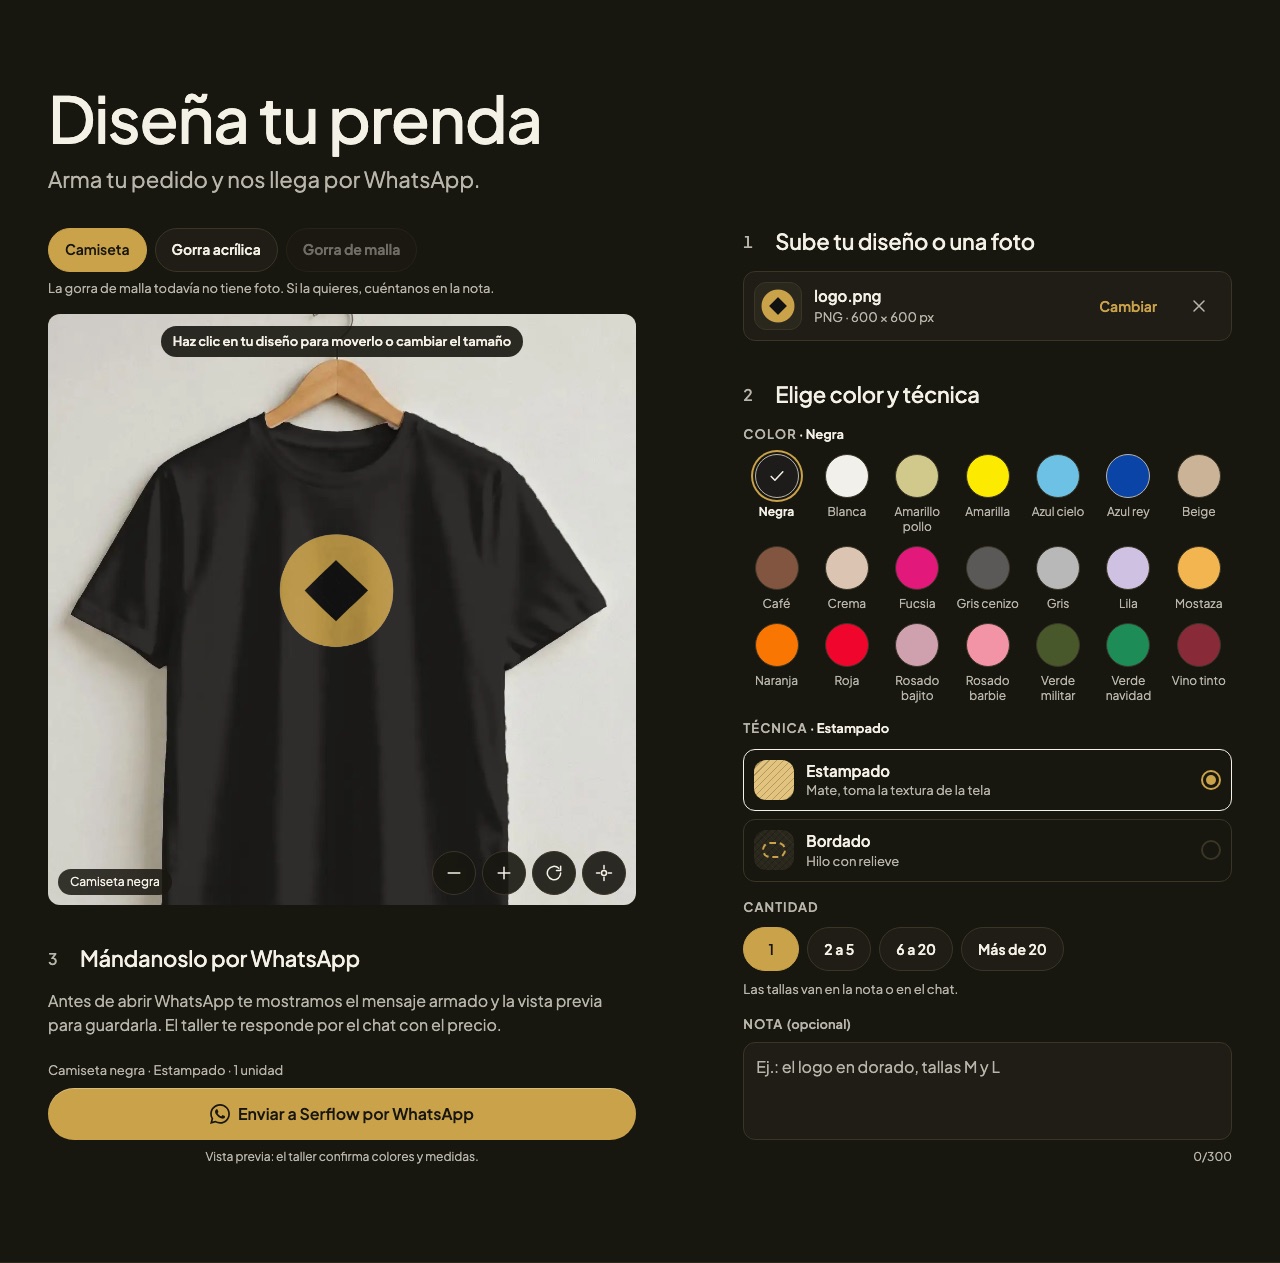 Diseña tu prenda
Arma tu pedido y nos llega por WhatsApp.
Camiseta
Gorra acrílica
Gorra de malla
La gorra de malla todavía no tiene foto. Si la quieres, cuéntanos en la nota.
Haz clic en tu diseño para moverlo o cambiar el tamaño
Camiseta negra
3 Mándanoslo por WhatsApp
Antes de abrir WhatsApp te mostramos el mensaje armado y la vista previa
para guardarla. El taller te responde por el chat con el precio.
Camiseta negra · Estampado · 1 unidad
Enviar a Serflow por WhatsApp
Vista previa: el taller confirma colores y medidas.
1 Sube tu diseño o una foto
logo.png
PNG · 600 × 600 px
Cambiar
2 Elige color y técnica
COLOR · Negra
Negra
Blanca
Amarillo
pollo
Amarilla
Azul cielo
Azul rey
Beige
Café
Crema
Fucsia
Gris cenizo
Gris
Lila
Mostaza
Naranja
Roja
Rosado
bajito
Rosado
barbie
Verde
militar
Verde
navidad
Vino tinto
TÉCNICA · Estampado
Estampado
Mate, toma la textura de la tela
Bordado
Hilo con relieve
CANTIDAD
1
2 a 5
6 a 20
Más de 20
Las tallas van en la nota o en el chat.
NOTA (opcional)
Ej.: el logo en dorado, tallas M y L
0/300